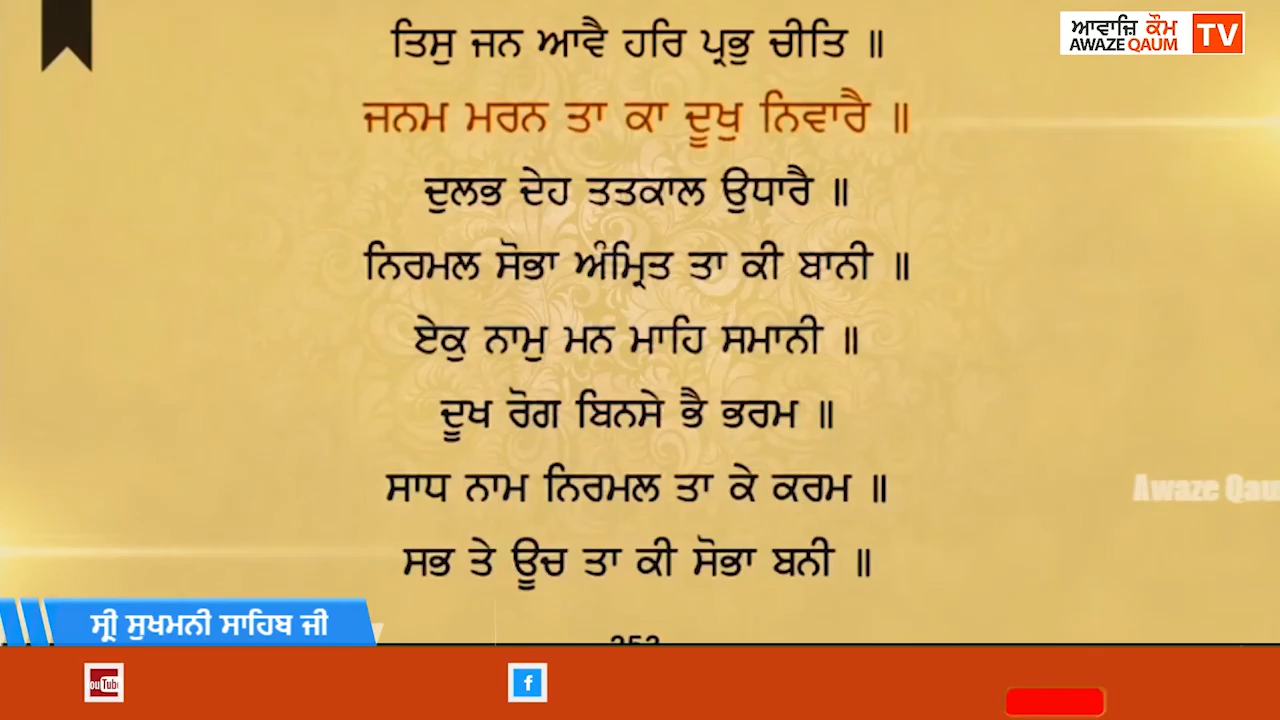 ਤਿਸੁ ਜਨ ਆਵੈ ਹਰਿ ਪ੍ਰਭੁ ਚੀਤਿ ॥
ਆਵਾਜ਼ਿ ਕੌਮ
AWAZE QAUM
TV
ਜਨਮ ਮਰਨ ਤਾ ਕਾ ਦੂਖੁ ਨਿਵਾਰੈ ॥
ਦੁਲਭ ਦੇਹ ਤਤਕਾਲ ਉਧਾਰੈ ॥
ਨਿਰਮਲ ਸੋਭਾ ਅੰਮ੍ਰਿਤ ਤਾ ਕੀ ਬਾਨੀ ॥
ਏਕੁ ਨਾਮੁ ਮਨ ਮਾਹਿ ਸਮਾਨੀ ॥
ਦੂਖ ਰੋਗ ਬਿਨਸੇ ਭੈ ਭਰਮ ॥
ਸਾਧ ਨਾਮ ਨਿਰਮਲ ਤਾ ਕੇ ਕਰਮ ॥
Awaze Qau
ਸਭ ਤੇ ਊਚ ਤਾ ਕੀ ਸੋਭਾ ਬਨੀ ॥
ਸ੍ਰੀ ਸੁਖਮਨੀ ਸਾਹਿਬ ਜੀ
f